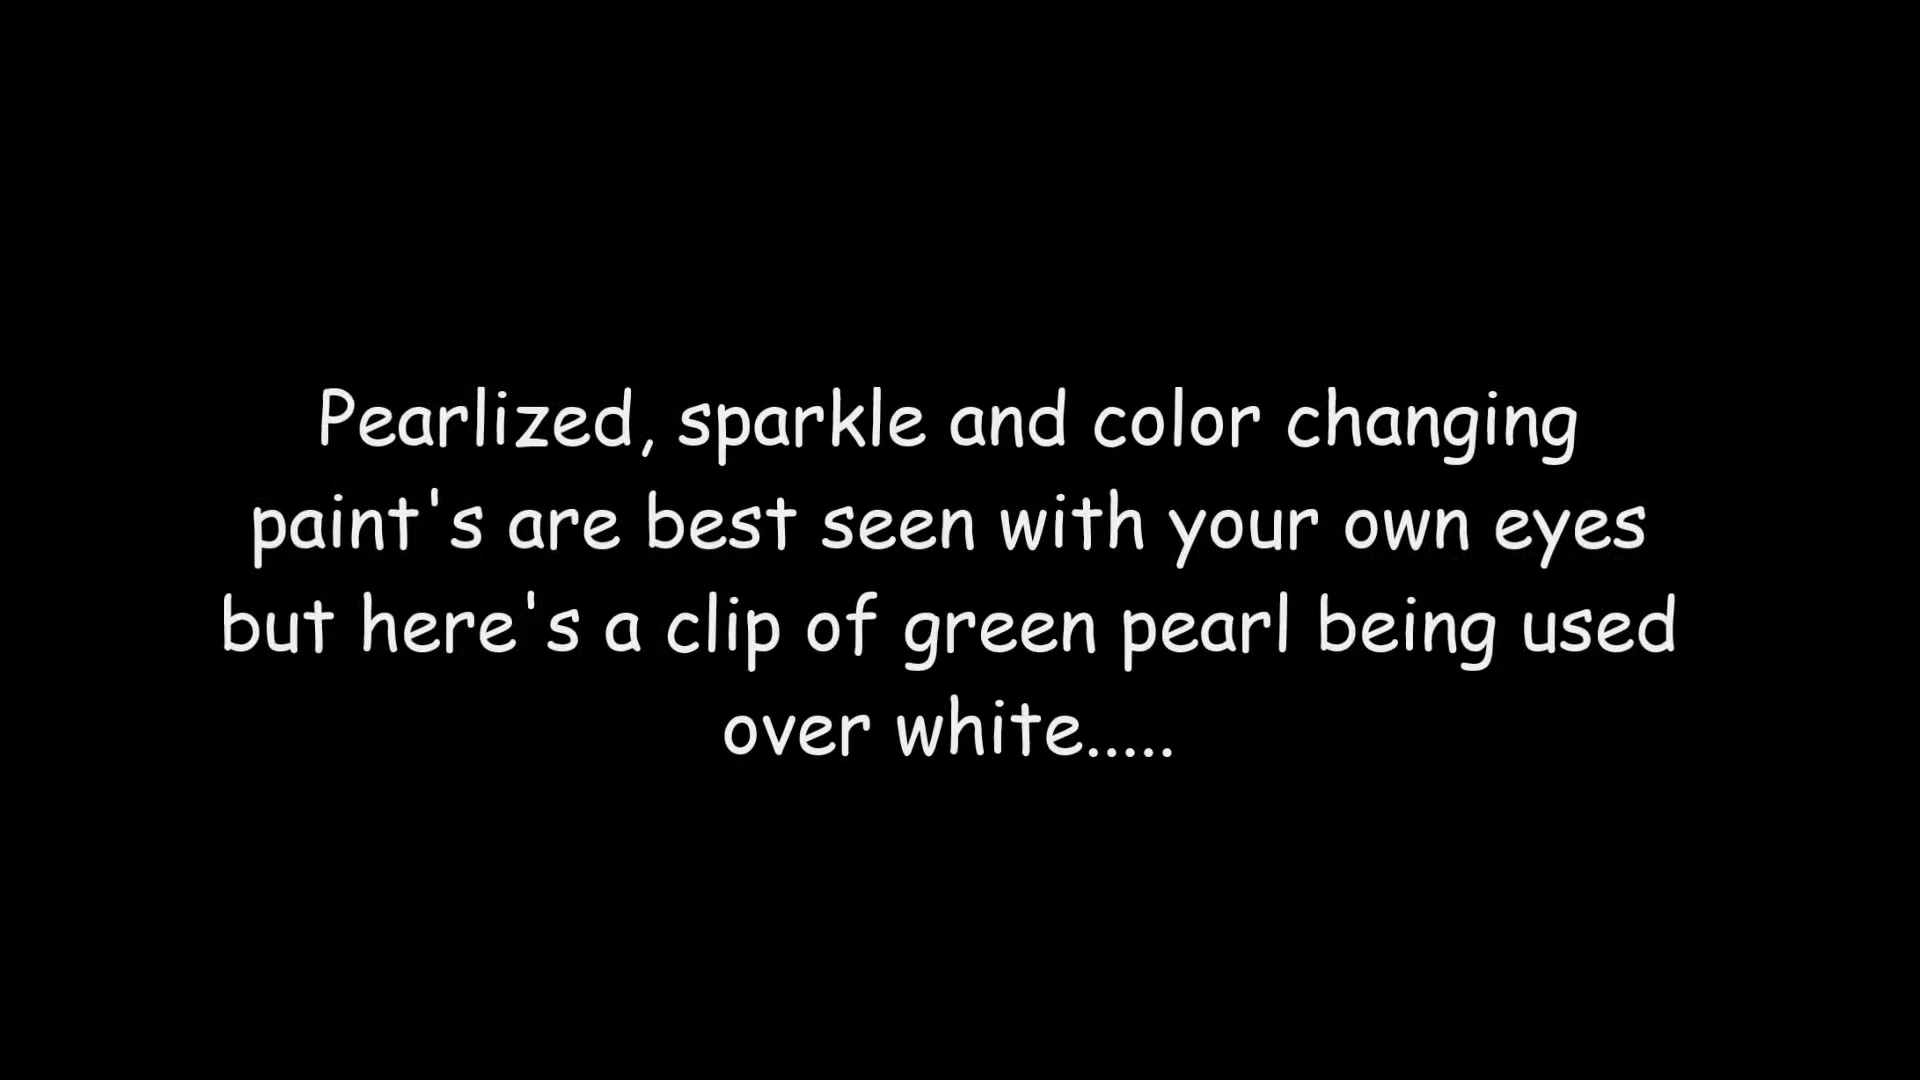 Pearlized, sparkle and color changing
paint's are best seen with your own eyes
but here's a clip of green pearl being used
over white.....